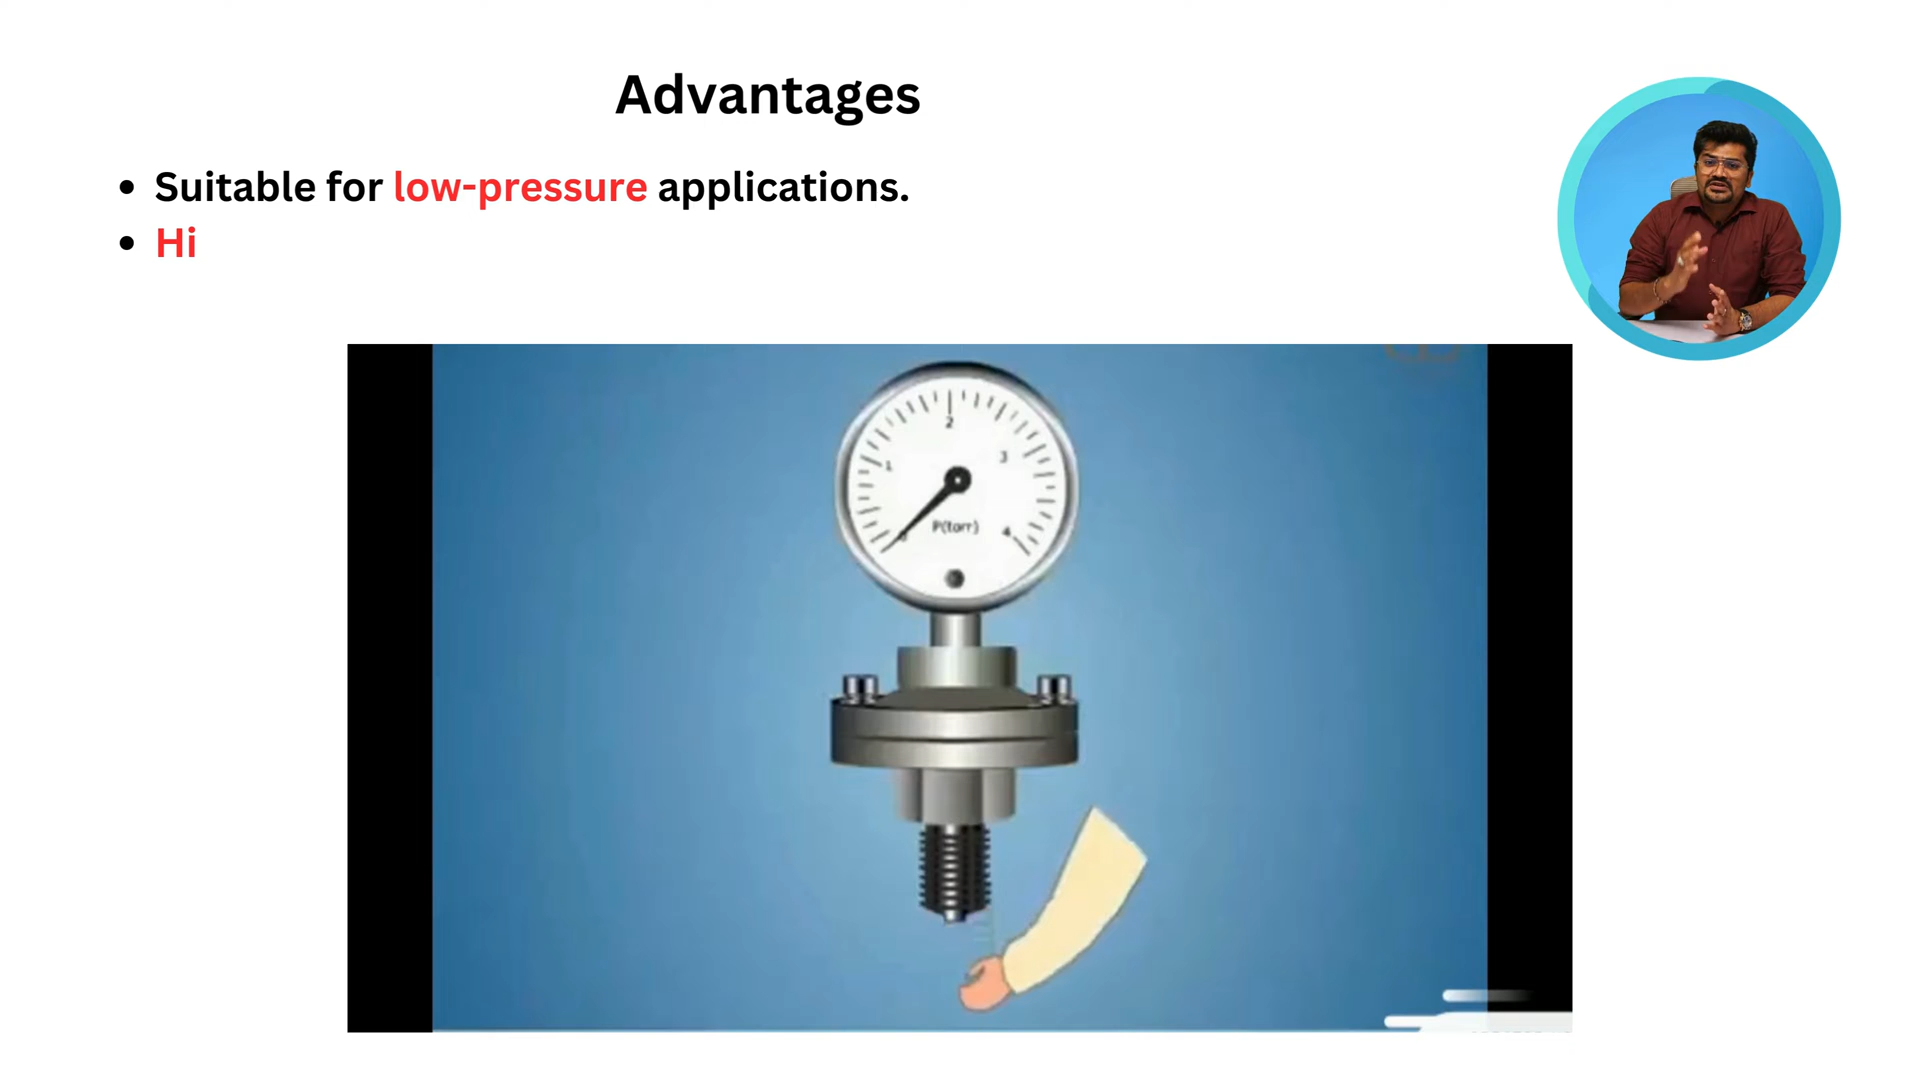 Advantages
• Suitable for low-pressure applications.
• Hi
2
1
3
P(torr)
4